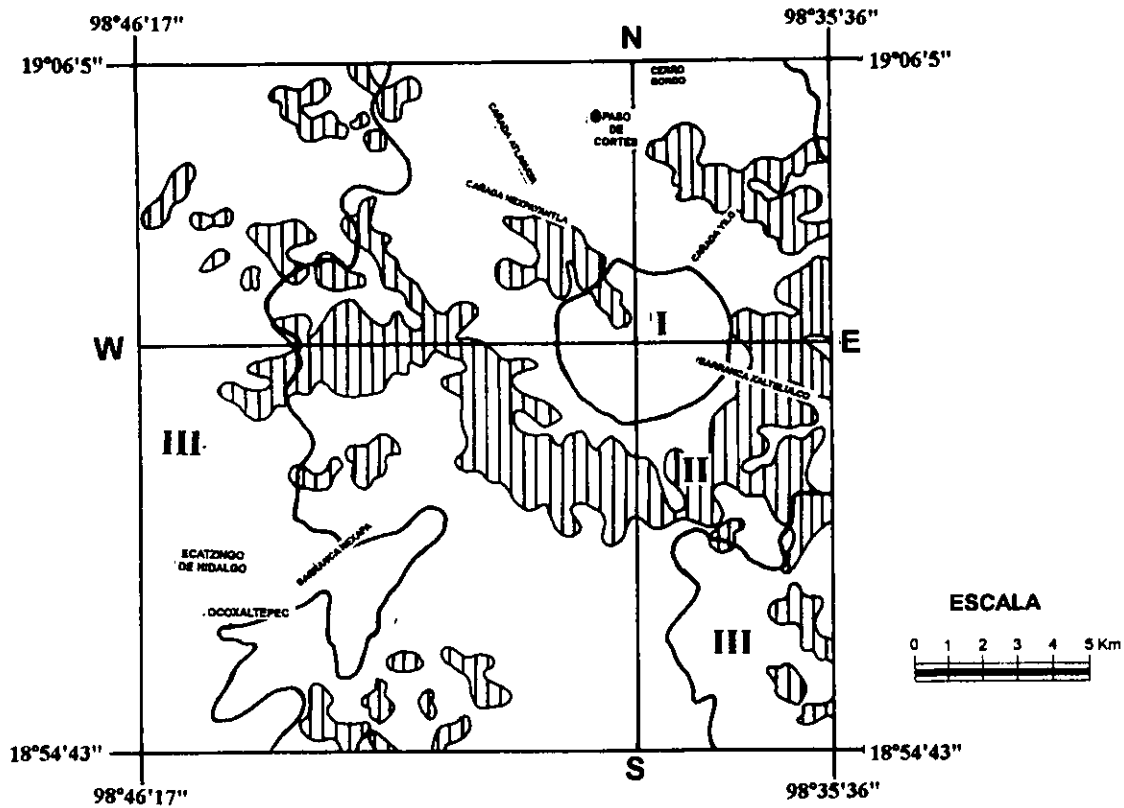 98°46'17"
98°35'36"
19°06'5"
N
19°06'5"
CERRO
GORDO
PASO
DE
CORTES
CAÑADA NEXPAYANTLA
CAÑADA YILO
I
W
E
III
II
BARRANCA NEXAPA
ECATZINGO
DE HIDALGO
OCOXALTEPEC
III
ESCALA
0 1 2 3 4 5 Km
18°54'43"
S
18°54'43"
98°46'17"
98°35'36"